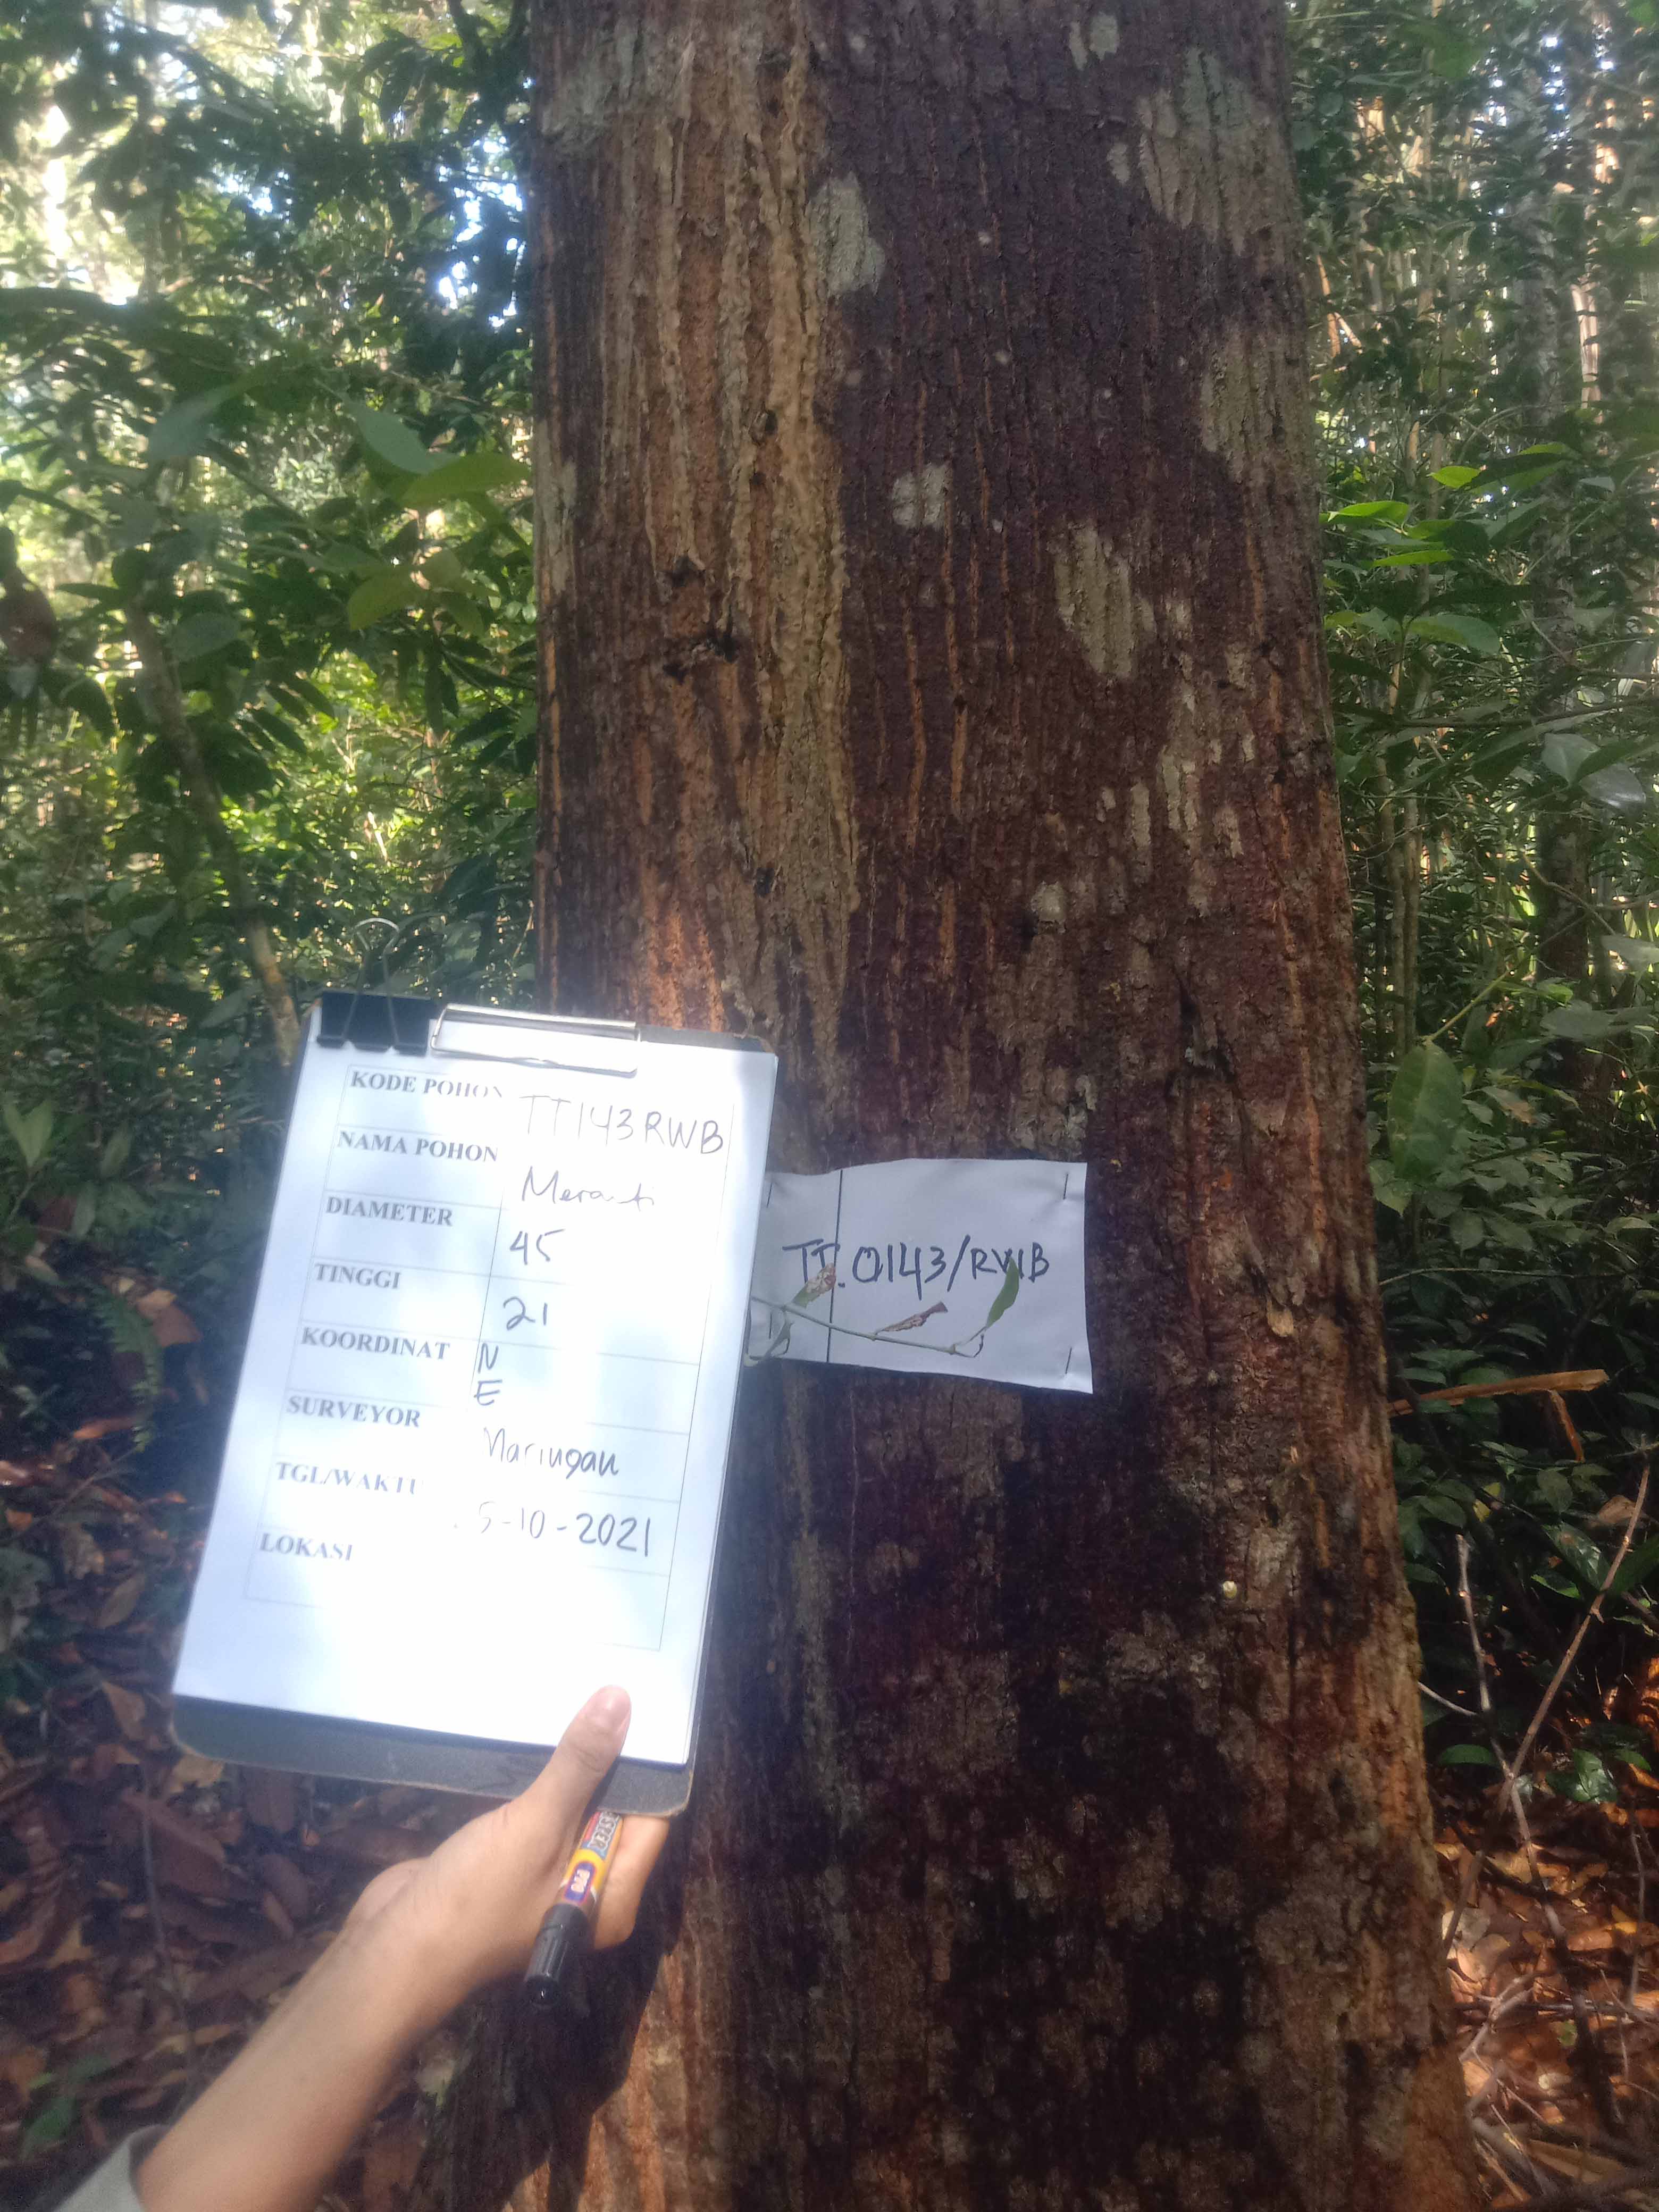 KODE POHON TT143RWB
NAMA POHON Meranti
DIAMETER 45
TINGGI 21
KOORDINAT N
E
SURVEYOR
TGL/WAKTU 5-10-2021
LOKASI
TT.0143/RWB